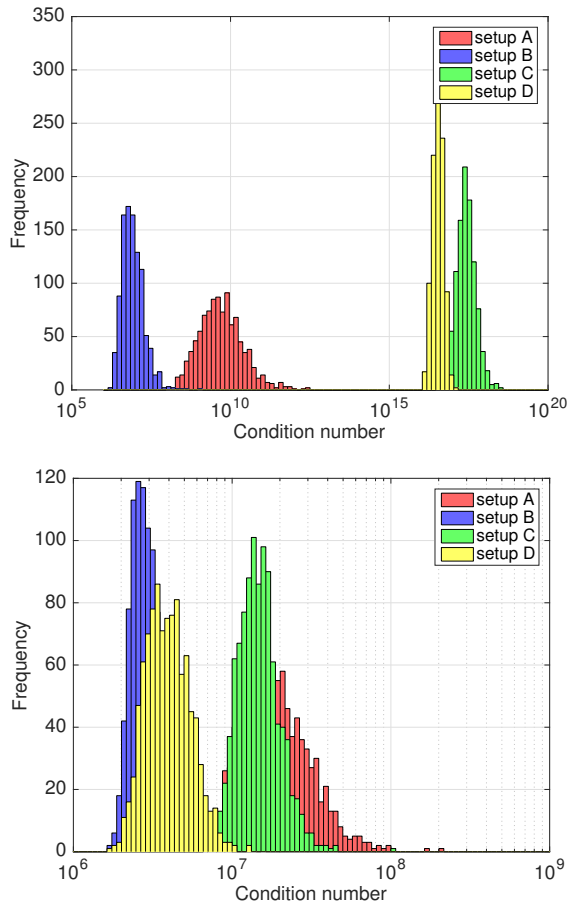 350
300
250
200
150
100
50
0
Frequency
setup A
setup B
setup C
setup D
10^5
10^10
10^15
10^20
Condition number
120
100
80
60
40
20
0
Frequency
setup A
setup B
setup C
setup D
10^6
10^7
10^8
10^9
Condition number